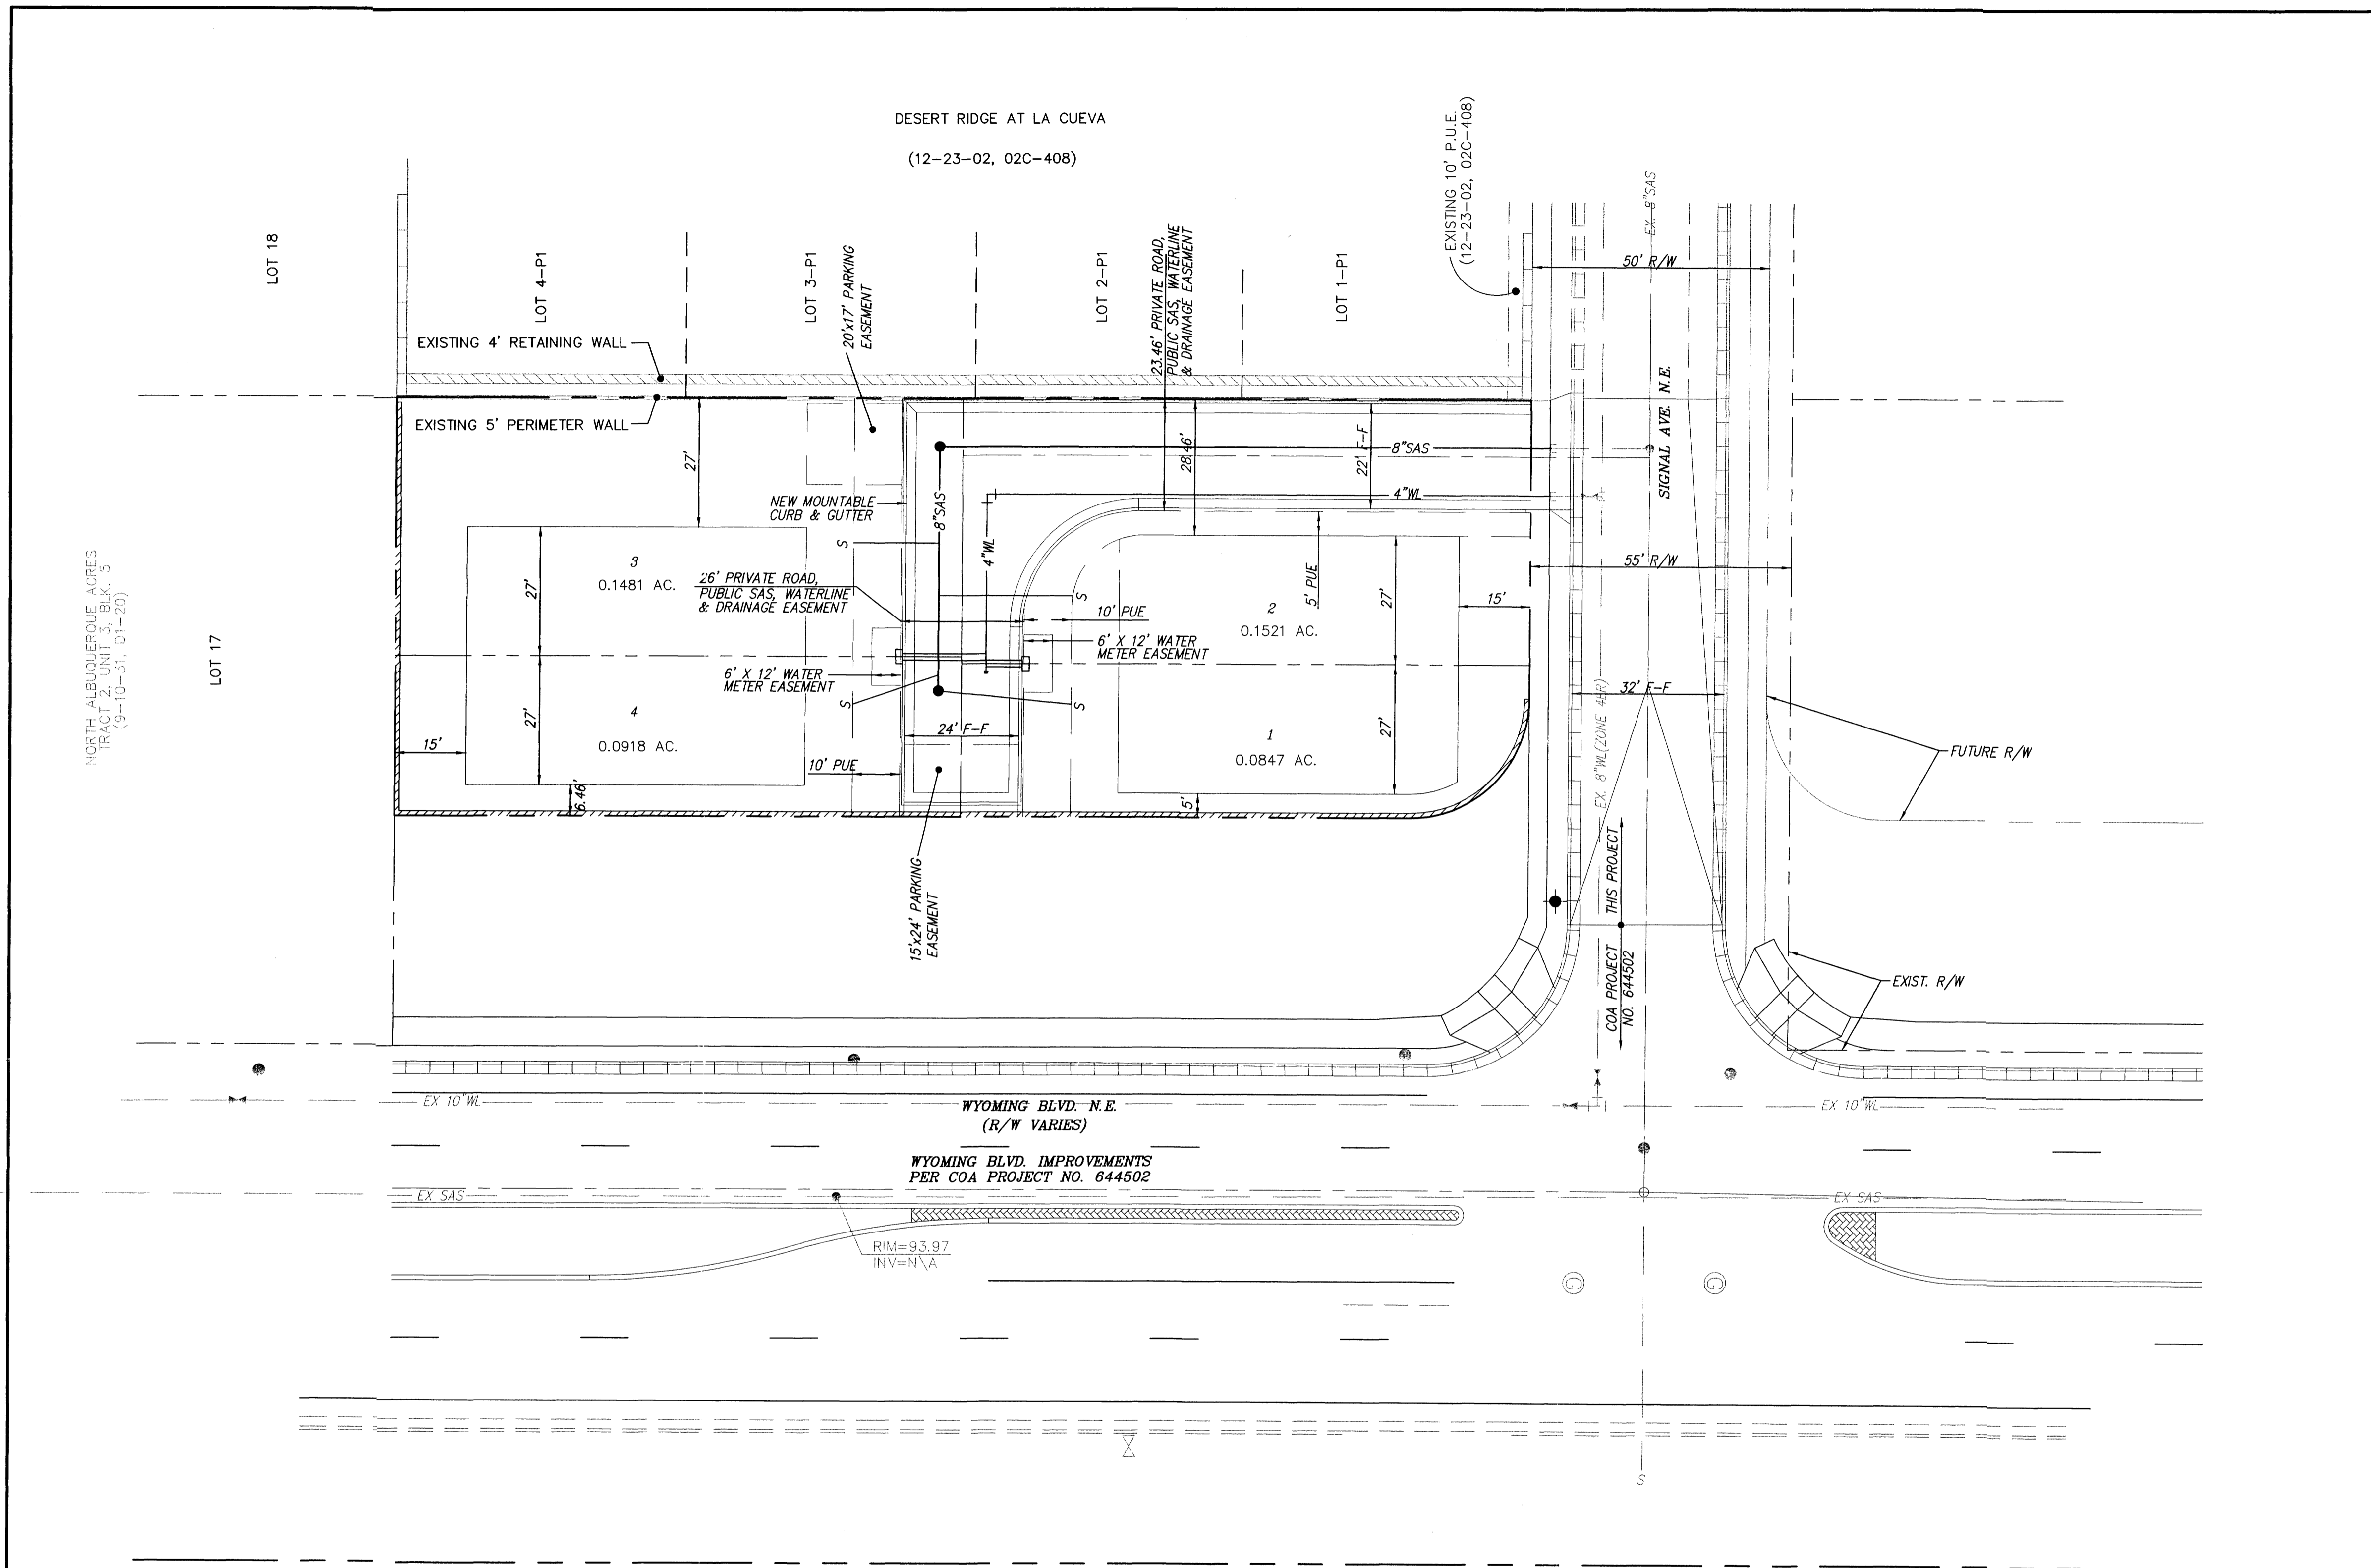 DESERT RIDGE AT LA CUEVA
(12-23-02, 02C-408)
EXISTING 10' P.U.E.
(12-23-02, 02C-408)
EX. 8"SAS
50' R/W
LOT 18
LOT 4-P1
LOT 3-P1
20'x17' PARKING
EASEMENT
LOT 2-P1
23.46' PRIVATE ROAD,
PUBLIC SAS, WATERLINE
& DRAINAGE EASEMENT
LOT 1-P1
EXISTING 4' RETAINING WALL
EXISTING 5' PERIMETER WALL
SIGNAL AVE. N.E.
27'
28.46'
22' F-F
8"SAS
4"WL
NEW MOUNTABLE
CURB & GUTTER
8"SAS
4"WL
S
NORTH ALBUQUERQUE ACRES
TRACT 2, UNIT 3, BLK. 5
(9-10-31, D1-20)
LOT 17
3
0.1481 AC.
27'
26' PRIVATE ROAD,
PUBLIC SAS, WATERLINE
& DRAINAGE EASEMENT
S
10' PUE
5' PUE
2
0.1521 AC.
27'
15'
55' R/W
6' X 12' WATER
METER EASEMENT
6' X 12' WATER
METER EASEMENT
S
S
27'
4
0.0918 AC.
15'
24' F-F
10' PUE
6.46'
1
0.0847 AC.
27'
5'
32' F-F
EX. 8"WL(ZONE 4ER)
FUTURE R/W
15'x24' PARKING
EASEMENT
THIS PROJECT
COA PROJECT
NO. 644502
EXIST. R/W
EX 10"WL
WYOMING BLVD. N.E.
(R/W VARIES)
EX 10"WL
WYOMING BLVD. IMPROVEMENTS
PER COA PROJECT NO. 644502
EX SAS
EX SAS
RIM=93.97
INV=N\A
G
G
S